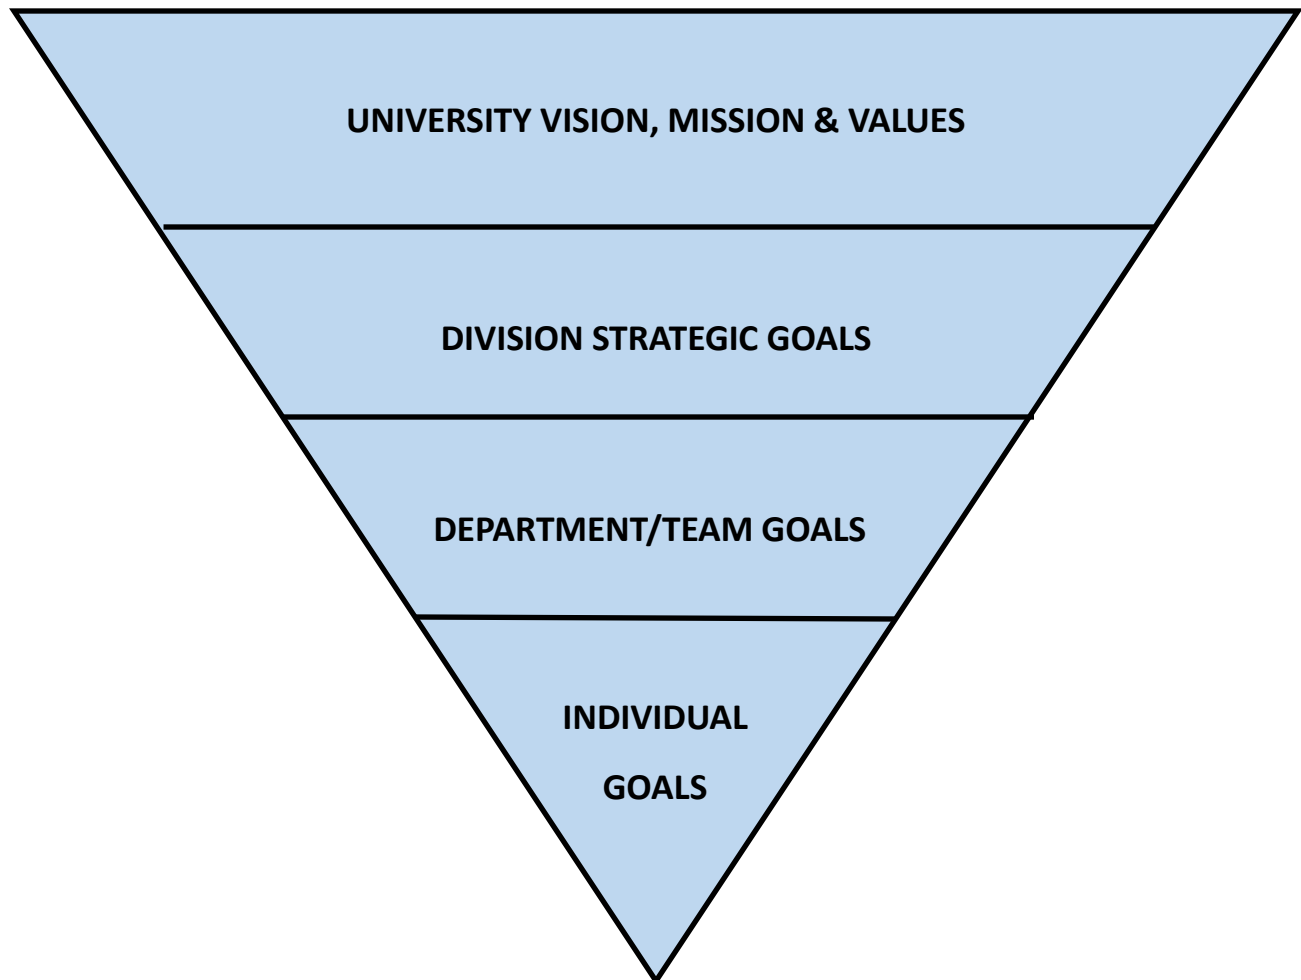 UNIVERSITY VISION, MISSION & VALUES
DIVISION STRATEGIC GOALS
DEPARTMENT/TEAM GOALS
INDIVIDUAL
GOALS